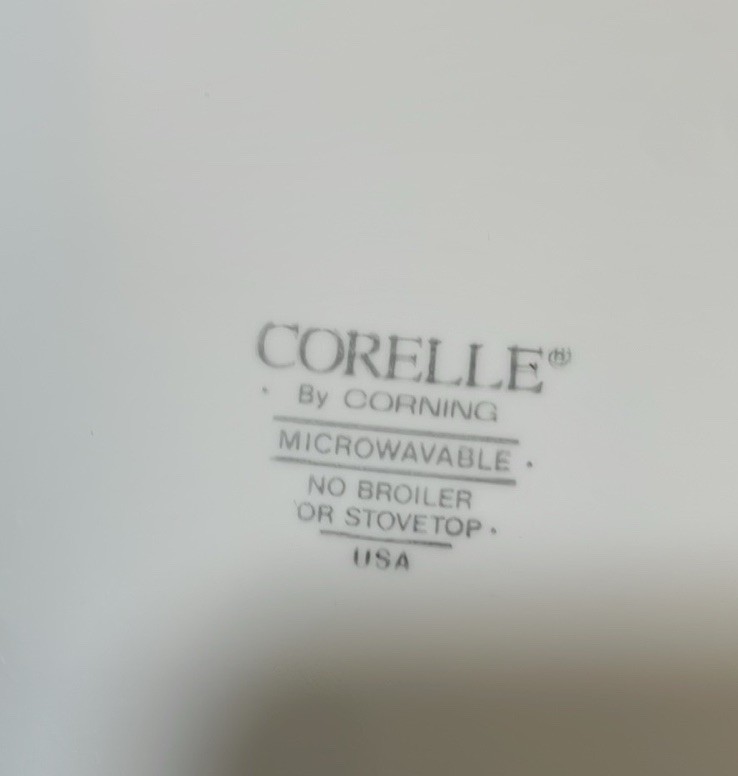 CORELLE®
By CORNING
MICROWAVABLE
NO BROILER
OR STOVETOP
USA